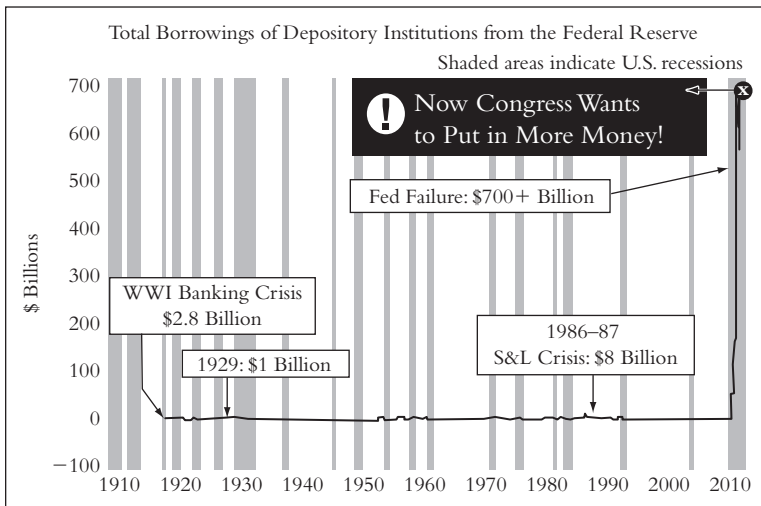 Total Borrowings of Depository Institutions from the Federal Reserve
Shaded areas indicate U.S. recessions
$ Billions
700
600
500
400
300
200
100
0
−100
! Now Congress Wants
to Put in More Money!
x
Fed Failure: $700+ Billion
WWI Banking Crisis
$2.8 Billion
1929: $1 Billion
1986–87
S&L Crisis: $8 Billion
1910 1920 1930 1940 1950 1960 1970 1980 1990 2000 2010